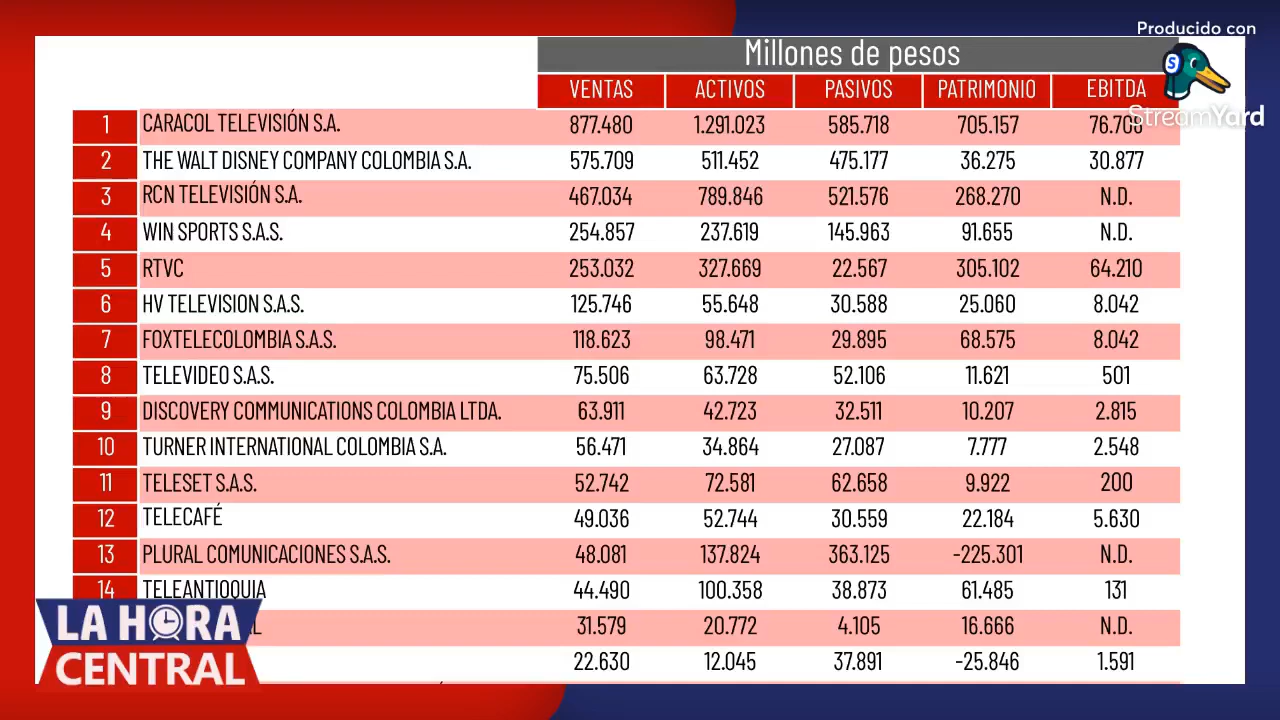 Producido con
StreamYard
Millones de pesos
VENTAS ACTIVOS PASIVOS PATRIMONIO EBITDA
1 CARACOL TELEVISIÓN S.A. 877.480 1.291.023 585.718 705.157
2 THE WALT DISNEY COMPANY COLOMBIA S.A. 575.709 511.452 475.177 36.275 30.877
3 RCN TELEVISIÓN S.A. 467.034 789.846 521.576 268.270 N.D.
4 WIN SPORTS S.A.S. 254.857 237.619 145.963 91.655 N.D.
5 RTVC 253.032 327.669 22.567 305.102 64.210
6 HV TELEVISION S.A.S. 125.746 55.648 30.588 25.060 8.042
7 FOXTELECOLOMBIA S.A.S. 118.623 98.471 29.895 68.575 8.042
8 TELEVIDEO S.A.S. 75.506 63.728 52.106 11.621 501
9 DISCOVERY COMMUNICATIONS COLOMBIA LTDA. 63.911 42.723 32.511 10.207 2.815
10 TURNER INTERNATIONAL COLOMBIA S.A. 56.471 34.864 27.087 7.777 2.548
11 TELESET S.A.S. 52.742 72.581 62.658 9.922 200
12 TELECAFÉ 49.036 52.744 30.559 22.184 5.630
13 PLURAL COMUNICACIONES S.A.S. 48.081 137.824 363.125 -225.301 N.D.
14 TELEANTIOQUIA 44.490 100.358 38.873 61.485 131
31.579 20.772 4.105 16.666 N.D.
22.630 12.045 37.891 -25.846 1.591
LA HORA
CENTRAL